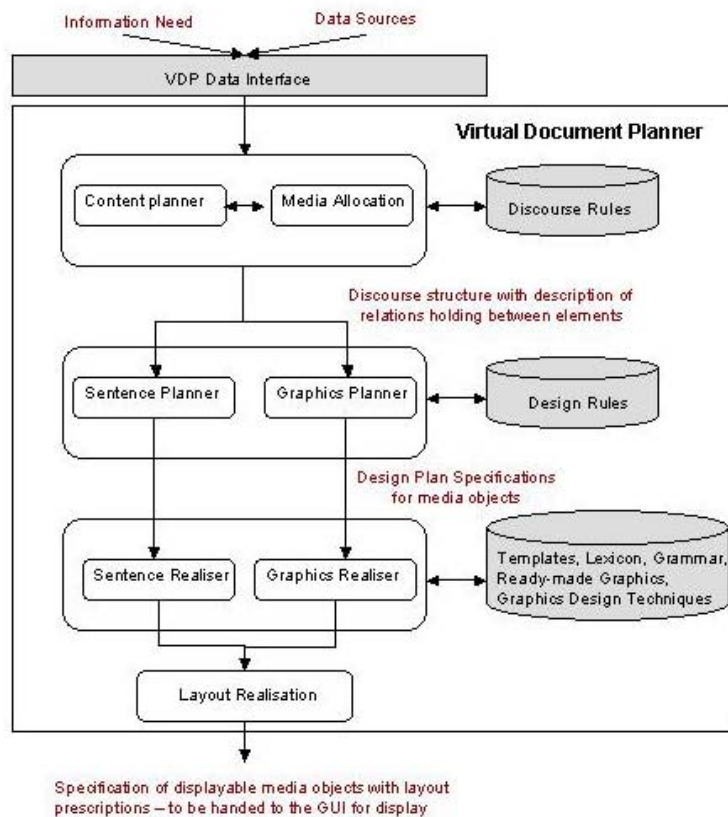 Information Need
Data Sources
VDP Data Interface
Virtual Document Planner
Content planner
Media Allocation
Discourse Rules
Discourse structure with description of
relations holding between elements
Sentence Planner
Graphics Planner
Design Rules
Design Plan Specifications
for media objects
Sentence Realiser
Graphics Realiser
Templates, Lexicon, Grammar,
Ready-made Graphics,
Graphics Design Techniques
Layout Realisation
Specification of displayable media objects with layout
prescriptions – to be handed to the GUI for display